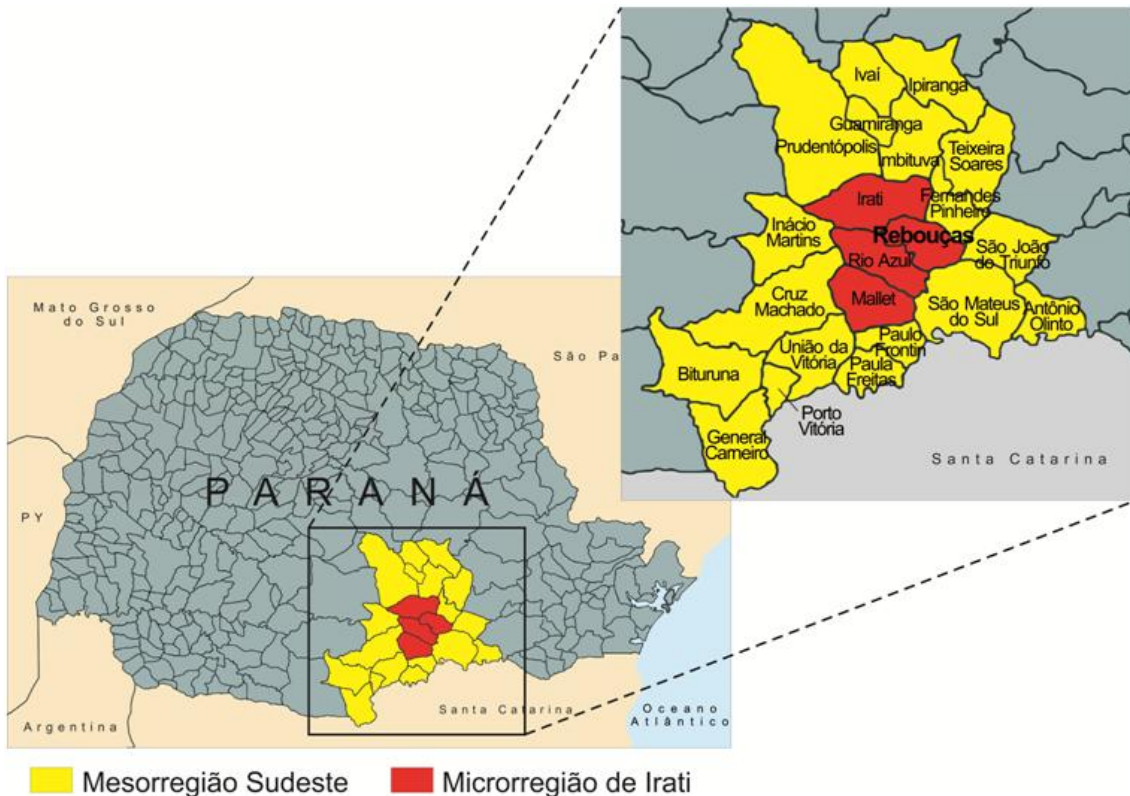 Ivaí
Ipiranga
Guamiranga
Prudentópolis
Imbituva
Teixeira
Soares
Irati
Fernandes
Pinheiro
Inácio
Martins
Rebouças
Rio Azul
São João
do Triunfo
Mallet
Cruz
Machado
São Mateus
do Sul
Antônio
Olinto
Paulo
Frontin
União da
Vitória
Paula
Freitas
Bituruna
Porto
Vitória
General
Carneiro
Santa Catarina
Mato Grosso
do Sul
São Pa
PARANÁ
PY
Argentina
Santa Catarina
Oceano
Atlântico
Mesorregião Sudeste
Microrregião de Irati